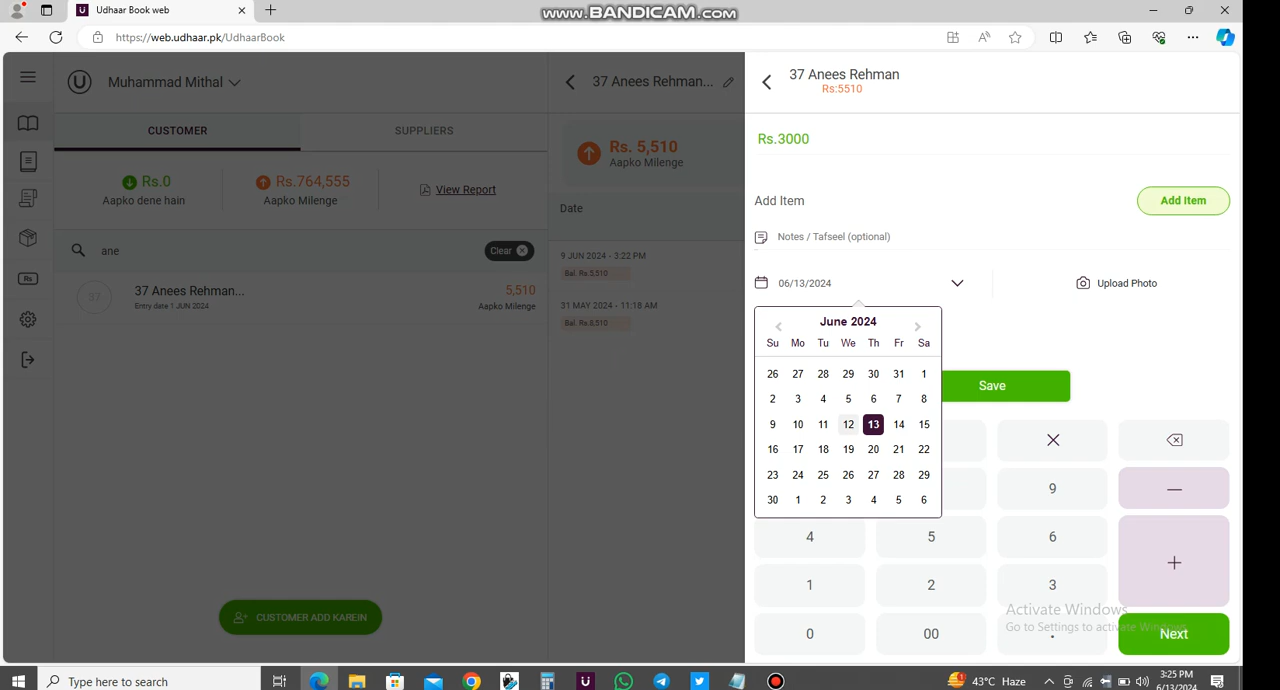 www.BANDICAM.com
Udhaar Book web
https://web.udhaar.pk/UdhaarBook
Muhammad Mithal
CUSTOMER
SUPPLIERS
Rs.0
Aapko dene hain
Rs.764,555
Aapko Milenge
View Report
ane
Clear
37
37 Anees Rehman...
Entry date 1 JUN 2024
5,510
Aapko Milenge
CUSTOMER ADD KAREIN
37 Anees Rehman...
Rs. 5,510
Aapko Milenge
Date
9 JUN 2024 - 3:22 PM
Bal. Rs.5,510
31 MAY 2024 - 11:18 AM
Bal. Rs.8,510
37 Anees Rehman
Rs:5510
Rs.3000
Add Item
Add Item
Notes / Tafseel (optional)
06/13/2024
Upload Photo
June 2024
Su Mo Tu We Th Fr Sa
26 27 28 29 30 31 1
2 3 4 5 6 7 8
9 10 11 12 13 14 15
16 17 18 19 20 21 22
23 24 25 26 27 28 29
30 1 2 3 4 5 6
Save
9
4 5 6
1 2 3
0 00 .
Next
Activate Windows
Go to Settings to activate Windows.
Type here to search
43°C Haze
3:25 PM
6/13/2024